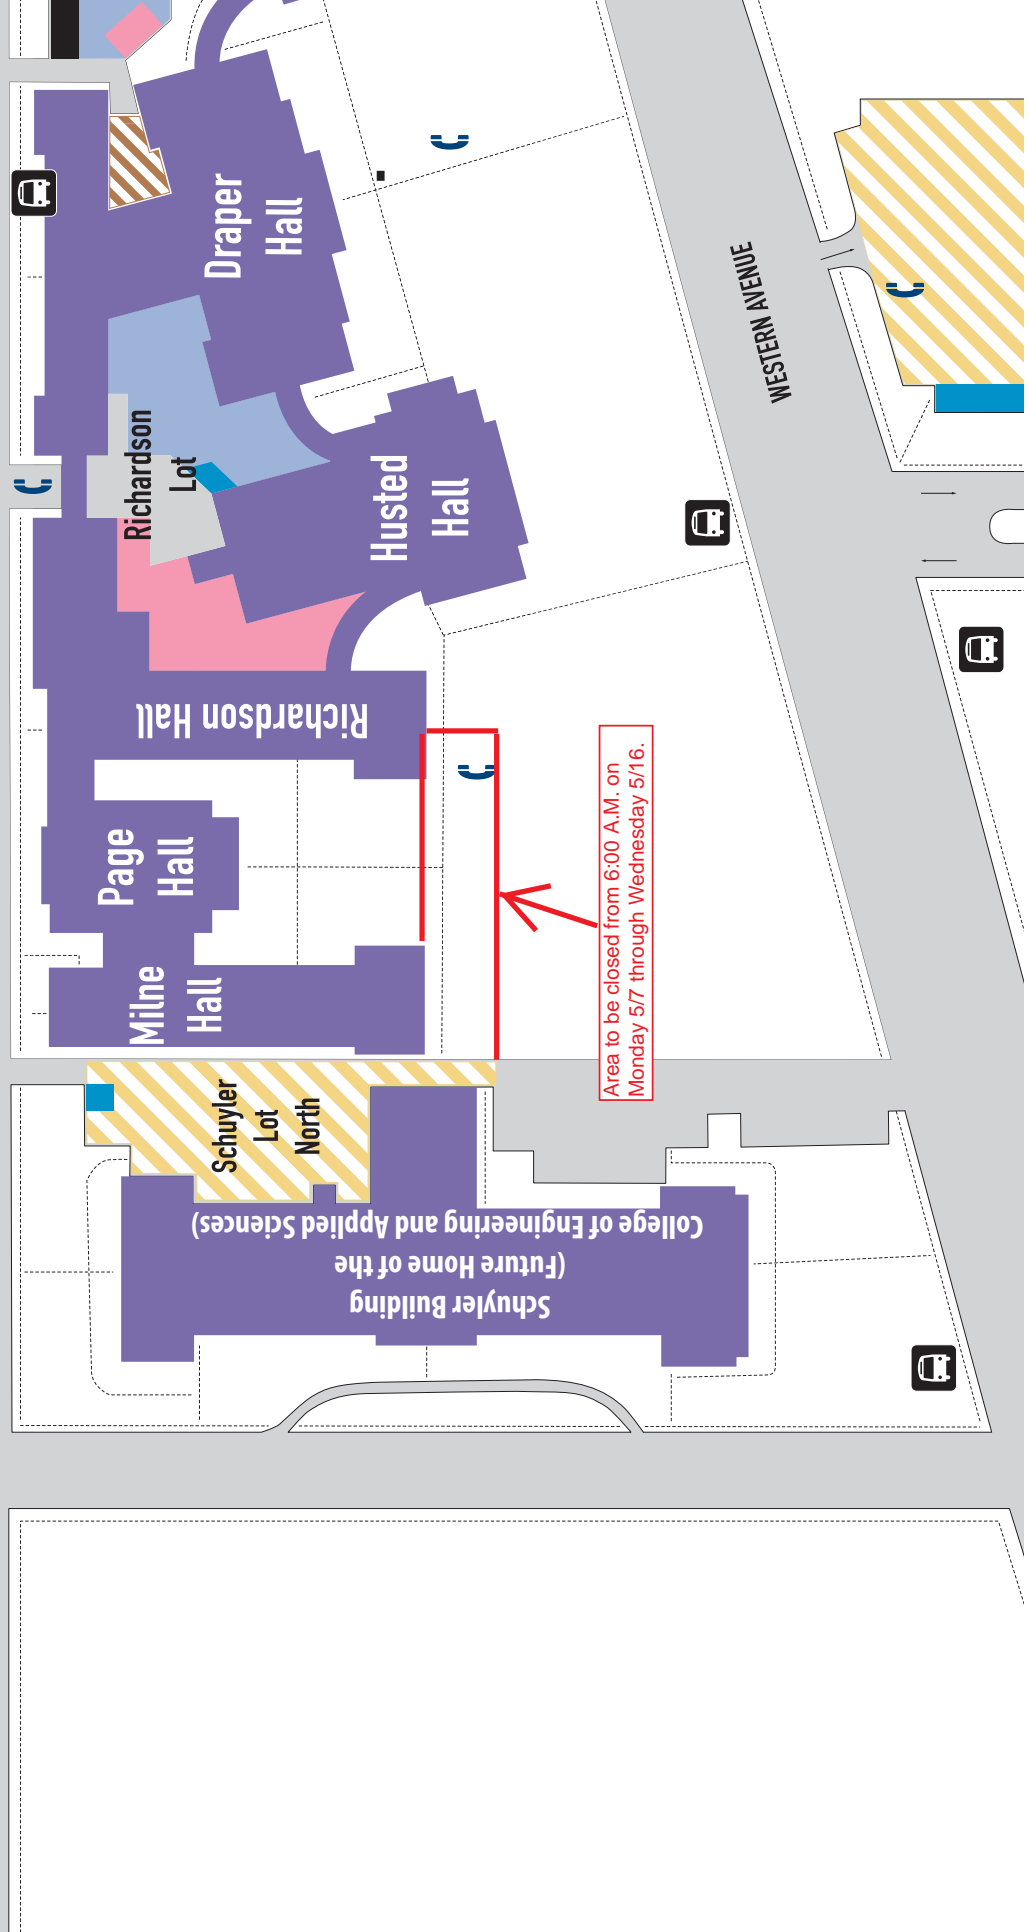 Draper
Hall
Richardson
Lot
Husted
Hall
WESTERN AVENUE
Richardson Hall
Page
Hall
Milne
Hall
Area to be closed from 6:00 A.M. on
Monday 5/7 through Wednesday 5/16.
Schuyler
Lot
North
Schuyler Building
(Future Home of the
College of Engineering and Applied Sciences)